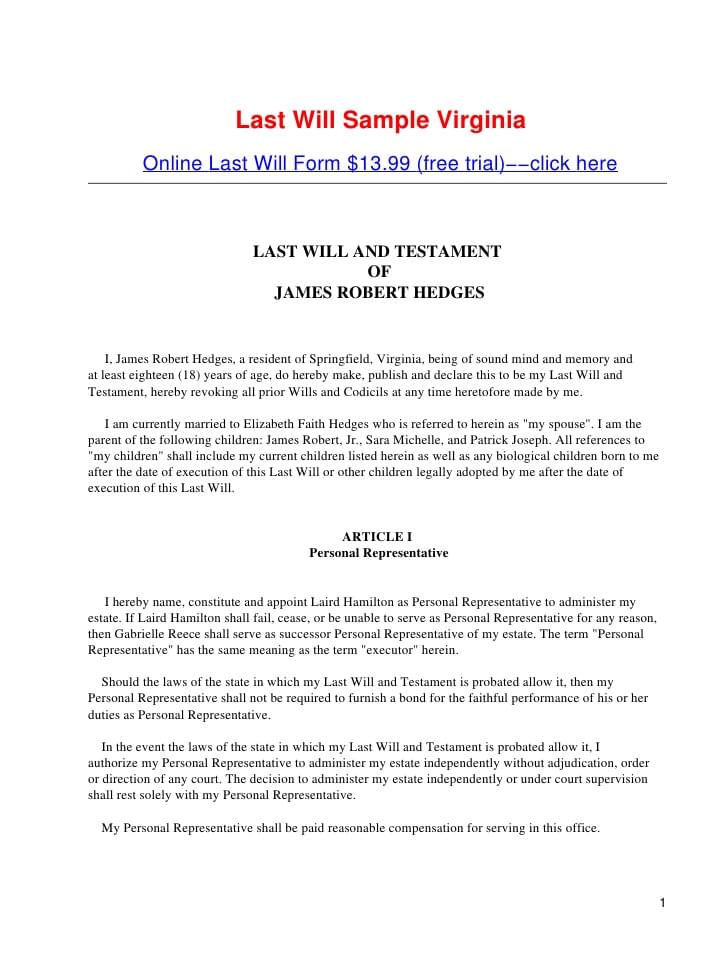 Last Will Sample Virginia
Online Last Will Form $13.99 (free trial)−−click here
LAST WILL AND TESTAMENT
OF
JAMES ROBERT HEDGES
I, James Robert Hedges, a resident of Springfield, Virginia, being of sound mind and memory and
at least eighteen (18) years of age, do hereby make, publish and declare this to be my Last Will and
Testament, hereby revoking all prior Wills and Codicils at any time heretofore made by me.
I am currently married to Elizabeth Faith Hedges who is referred to herein as "my spouse". I am the
parent of the following children: James Robert, Jr., Sara Michelle, and Patrick Joseph. All references to
"my children" shall include my current children listed herein as well as any biological children born to me
after the date of execution of this Last Will or other children legally adopted by me after the date of
execution of this Last Will.
ARTICLE I
Personal Representative
I hereby name, constitute and appoint Laird Hamilton as Personal Representative to administer my
estate. If Laird Hamilton shall fail, cease, or be unable to serve as Personal Representative for any reason,
then Gabrielle Reece shall serve as successor Personal Representative of my estate. The term "Personal
Representative" has the same meaning as the term "executor" herein.
Should the laws of the state in which my Last Will and Testament is probated allow it, then my
Personal Representative shall not be required to furnish a bond for the faithful performance of his or her
duties as Personal Representative.
In the event the laws of the state in which my Last Will and Testament is probated allow it, I
authorize my Personal Representative to administer my estate independently without adjudication, order
or direction of any court. The decision to administer my estate independently or under court supervision
shall rest solely with my Personal Representative.
My Personal Representative shall be paid reasonable compensation for serving in this office.
1